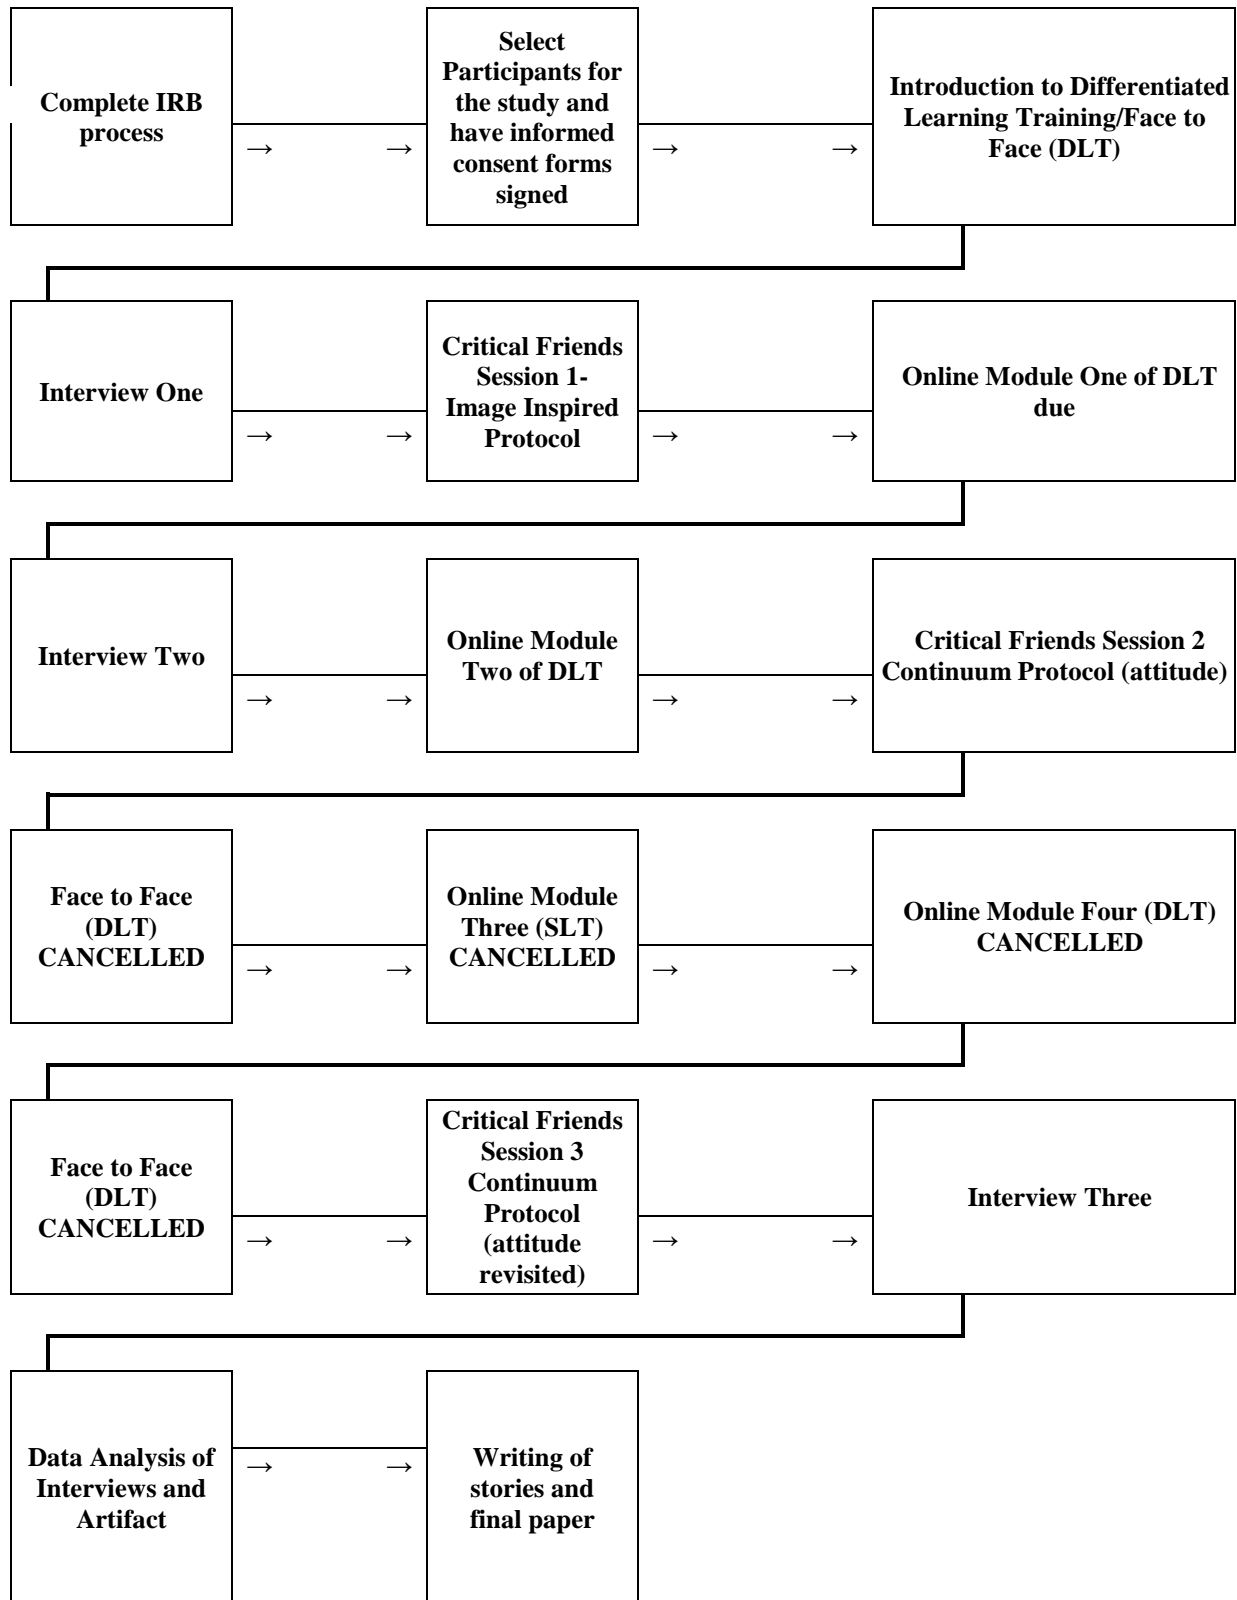 Complete IRB
process
→ →
Select
Participants for
the study and
have informed
consent forms
signed
→ →
Introduction to Differentiated
Learning Training/Face to
Face (DLT)
Interview One
→ →
Critical Friends
Session 1-
Image Inspired
Protocol
→ →
Online Module One of DLT
due
Interview Two
→ →
Online Module
Two of DLT
→ →
Critical Friends Session 2
Continuum Protocol (attitude)
Face to Face
(DLT)
CANCELLED
→ →
Online Module
Three (SLT)
CANCELLED
→ →
Online Module Four (DLT)
CANCELLED
Face to Face
(DLT)
CANCELLED
→ →
Critical Friends
Session 3
Continuum
Protocol
(attitude
revisited)
→ →
Interview Three
Data Analysis of
Interviews and
Artifact
→ →
Writing of
stories and
final paper